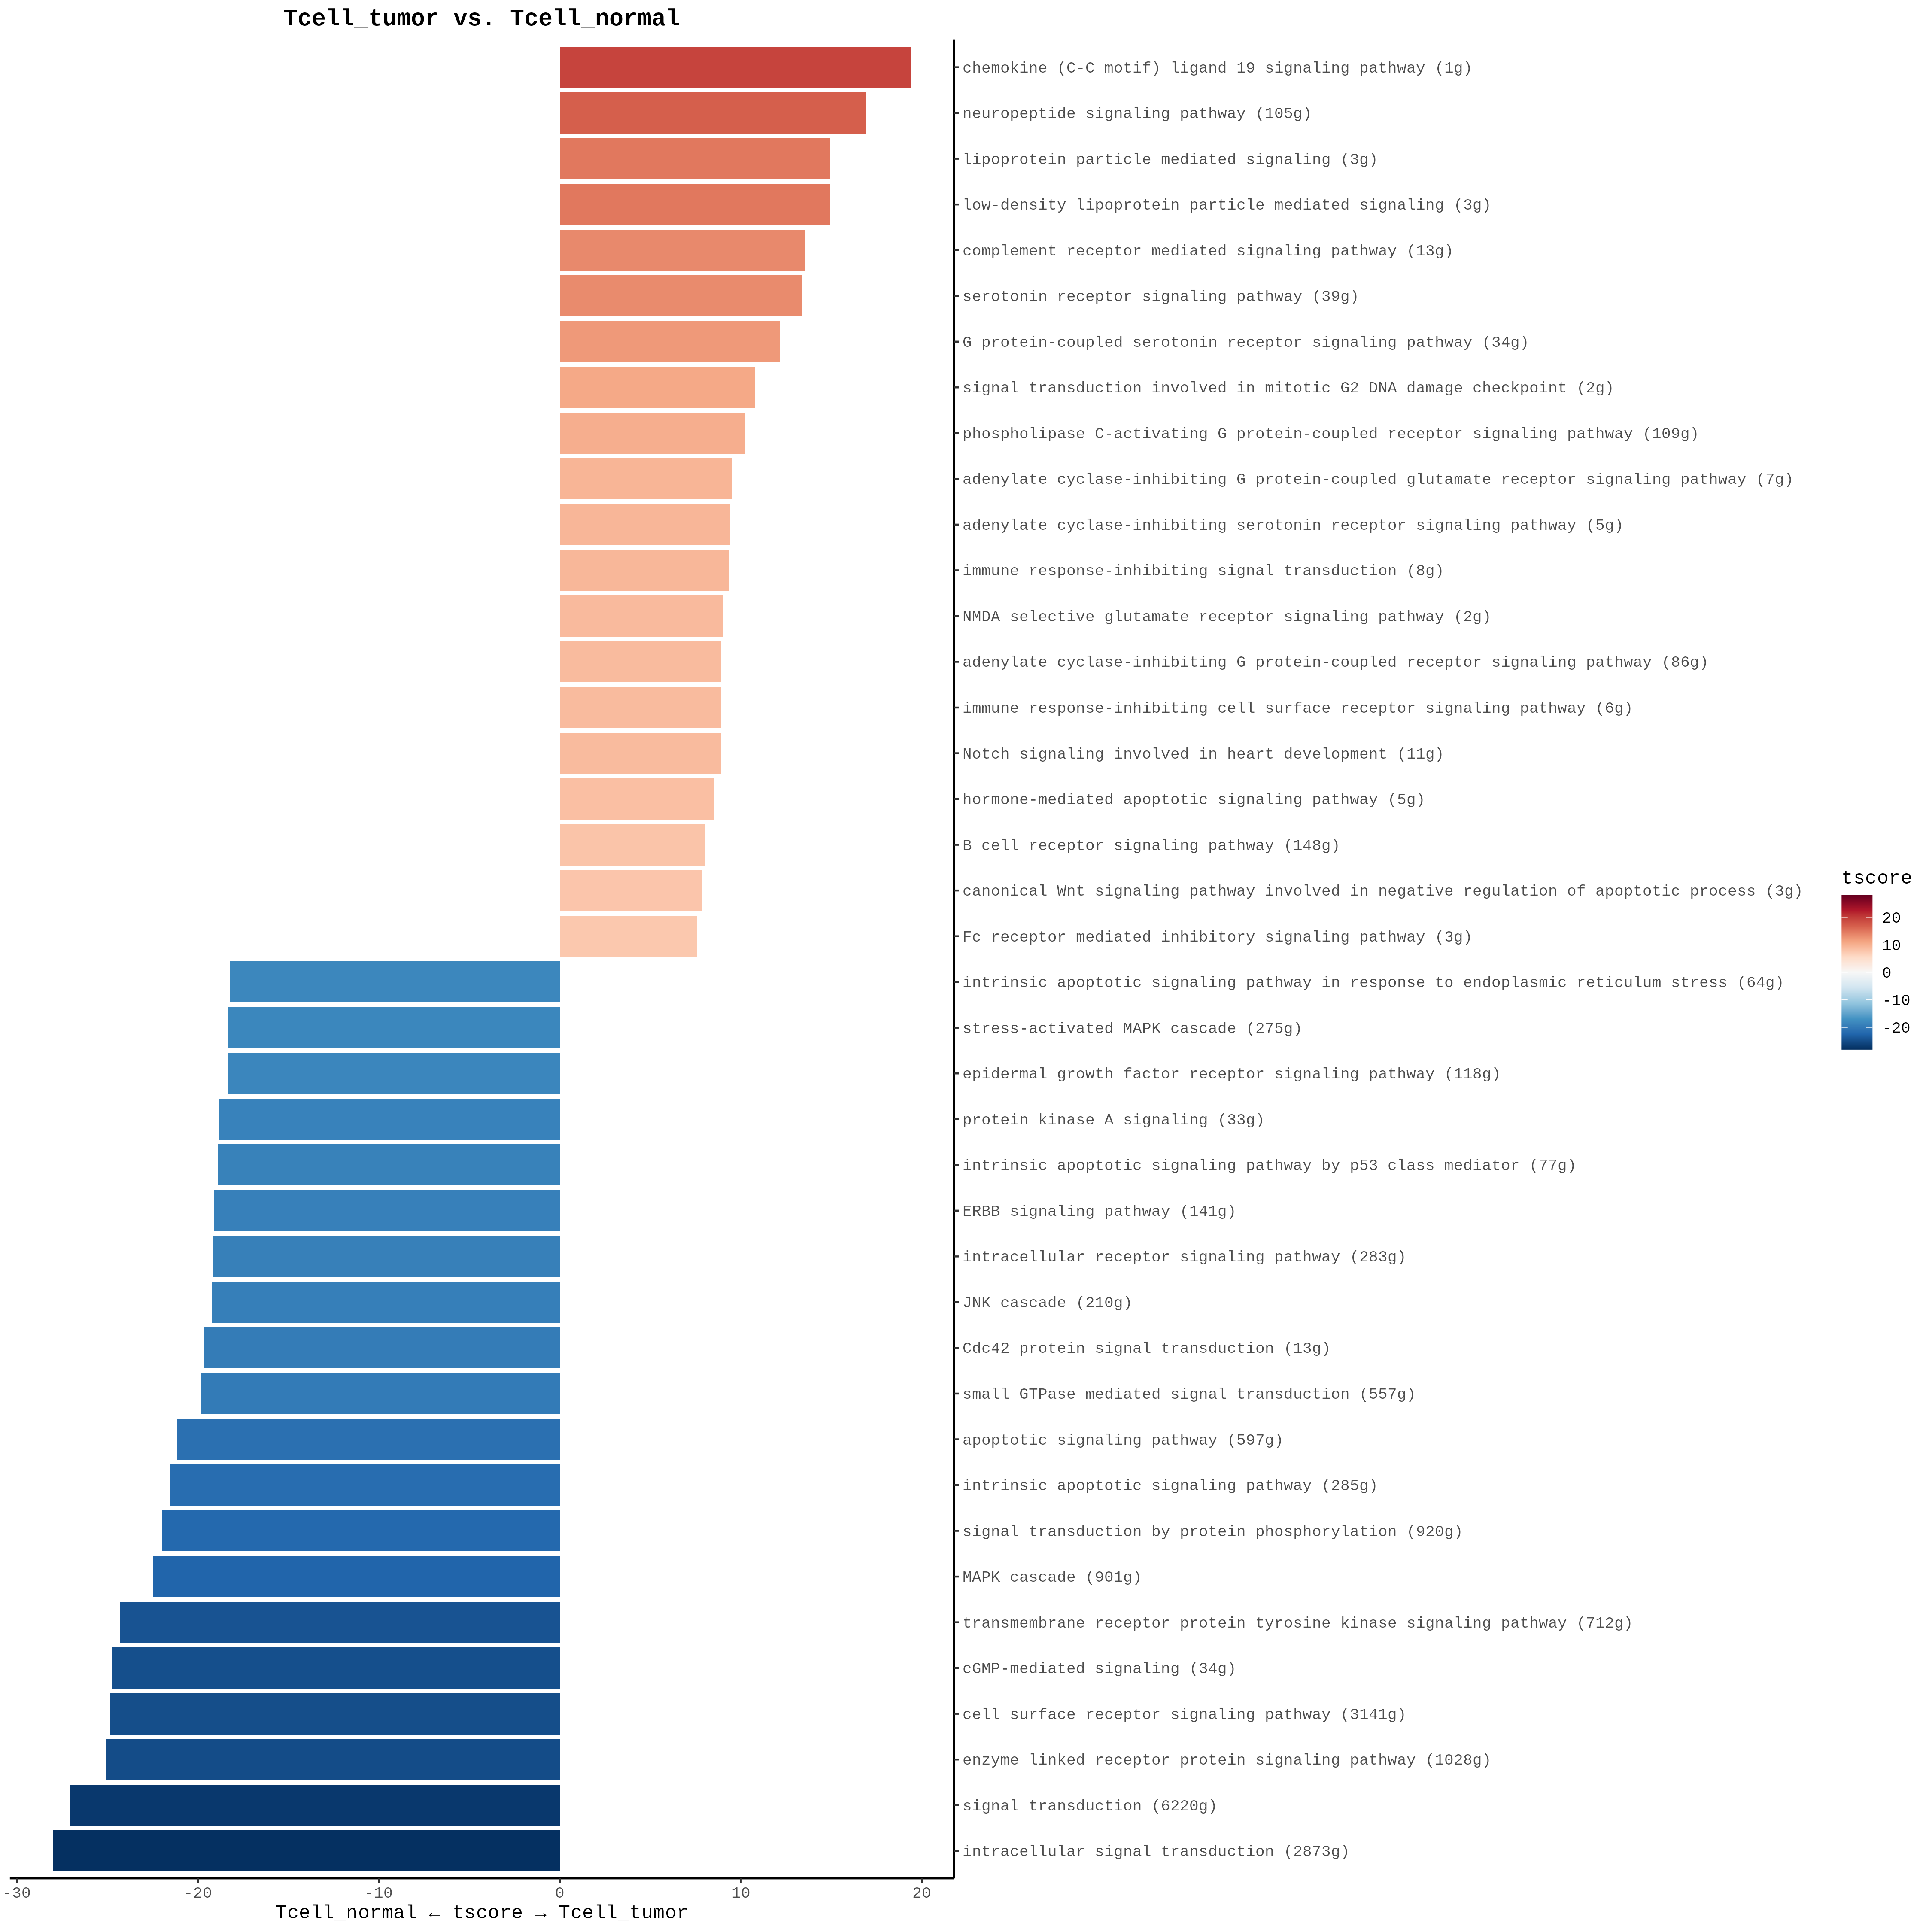 Tcell_tumor vs. Tcell_normal
chemokine (C-C motif) ligand 19 signaling pathway (1g)
neuropeptide signaling pathway (105g)
lipoprotein particle mediated signaling (3g)
low-density lipoprotein particle mediated signaling (3g)
complement receptor mediated signaling pathway (13g)
serotonin receptor signaling pathway (39g)
G protein-coupled serotonin receptor signaling pathway (34g)
signal transduction involved in mitotic G2 DNA damage checkpoint (2g)
phospholipase C-activating G protein-coupled receptor signaling pathway (109g)
adenylate cyclase-inhibiting G protein-coupled glutamate receptor signaling pathway (7g)
adenylate cyclase-inhibiting serotonin receptor signaling pathway (5g)
immune response-inhibiting signal transduction (8g)
NMDA selective glutamate receptor signaling pathway (2g)
adenylate cyclase-inhibiting G protein-coupled receptor signaling pathway (86g)
immune response-inhibiting cell surface receptor signaling pathway (6g)
Notch signaling involved in heart development (11g)
hormone-mediated apoptotic signaling pathway (5g)
B cell receptor signaling pathway (148g)
canonical Wnt signaling pathway involved in negative regulation of apoptotic process (3g)
Fc receptor mediated inhibitory signaling pathway (3g)
intrinsic apoptotic signaling pathway in response to endoplasmic reticulum stress (64g)
stress-activated MAPK cascade (275g)
epidermal growth factor receptor signaling pathway (118g)
protein kinase A signaling (33g)
intrinsic apoptotic signaling pathway by p53 class mediator (77g)
ERBB signaling pathway (141g)
intracellular receptor signaling pathway (283g)
JNK cascade (210g)
Cdc42 protein signal transduction (13g)
small GTPase mediated signal transduction (557g)
apoptotic signaling pathway (597g)
intrinsic apoptotic signaling pathway (285g)
signal transduction by protein phosphorylation (920g)
MAPK cascade (901g)
transmembrane receptor protein tyrosine kinase signaling pathway (712g)
cGMP-mediated signaling (34g)
cell surface receptor signaling pathway (3141g)
enzyme linked receptor protein signaling pathway (1028g)
signal transduction (6220g)
intracellular signal transduction (2873g)
-30 -20 -10 0 10 20
Tcell_normal ← tscore → Tcell_tumor
tscore
20
10
0
-10
-20